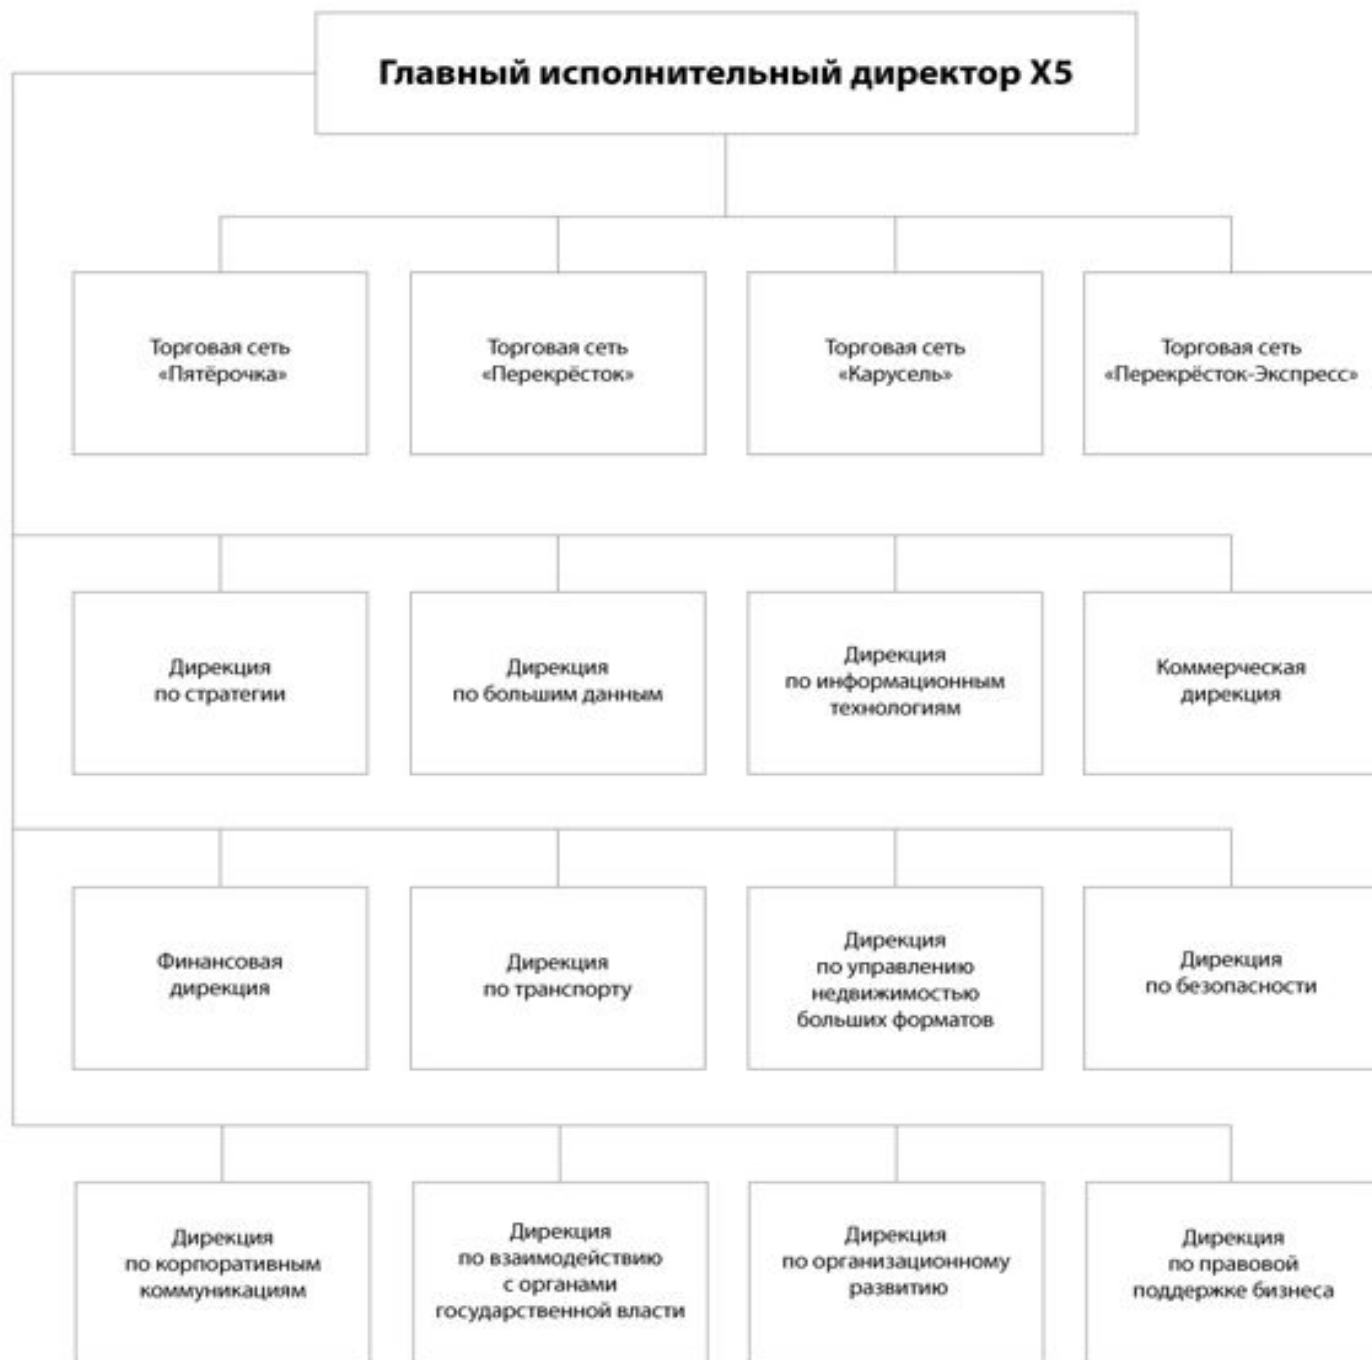 Главный исполнительный директор X5
Торговая сеть
«Пятёрочка»
Торговая сеть
«Перекрёсток»
Торговая сеть
«Карусель»
Торговая сеть
«Перекрёсток-Экспресс»
Дирекция
по стратегии
Дирекция
по большим данным
Дирекция
по информационным
технологиям
Коммерческая
дирекция
Финансовая
дирекция
Дирекция
по транспорту
Дирекция
по управлению
недвижимостью
больших форматов
Дирекция
по безопасности
Дирекция
по корпоративным
коммуникациям
Дирекция
по взаимодействию
с органами
государственной власти
Дирекция
по организационному
развитию
Дирекция
по правовой
поддержке бизнеса